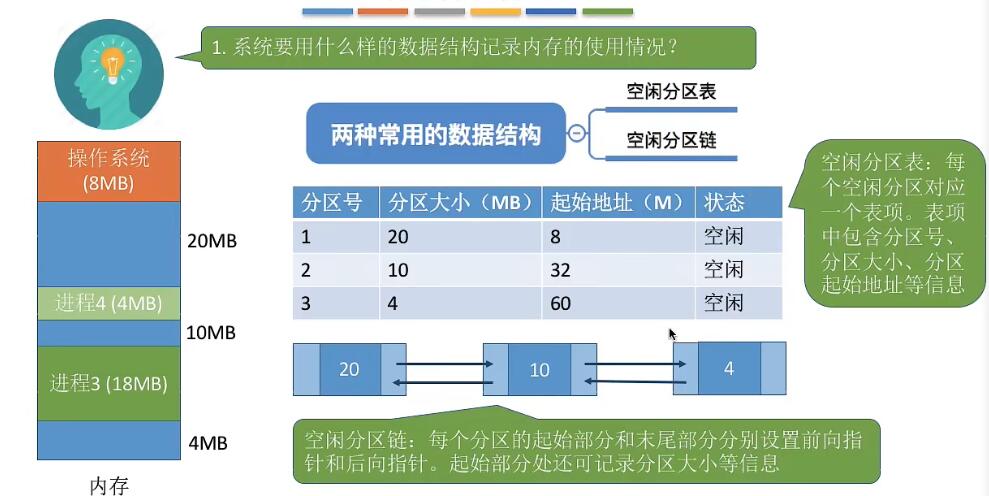 1. 系统要用什么样的数据结构记录内存的使用情况？
两种常用的数据结构
空闲分区表
空闲分区链
操作系统
(8MB)
20MB
进程4 (4MB)
10MB
进程3 (18MB)
4MB
内存
分区号 分区大小（MB） 起始地址（M） 状态
1 20 8 空闲
2 10 32 空闲
3 4 60 空闲
空闲分区表：每
个空闲分区对应
一个表项。表项
中包含分区号、
分区大小、分区
起始地址等信息
20 10 4
空闲分区链：每个分区的起始部分和末尾部分分别设置前向指
针和后向指针。起始部分处还可记录分区大小等信息